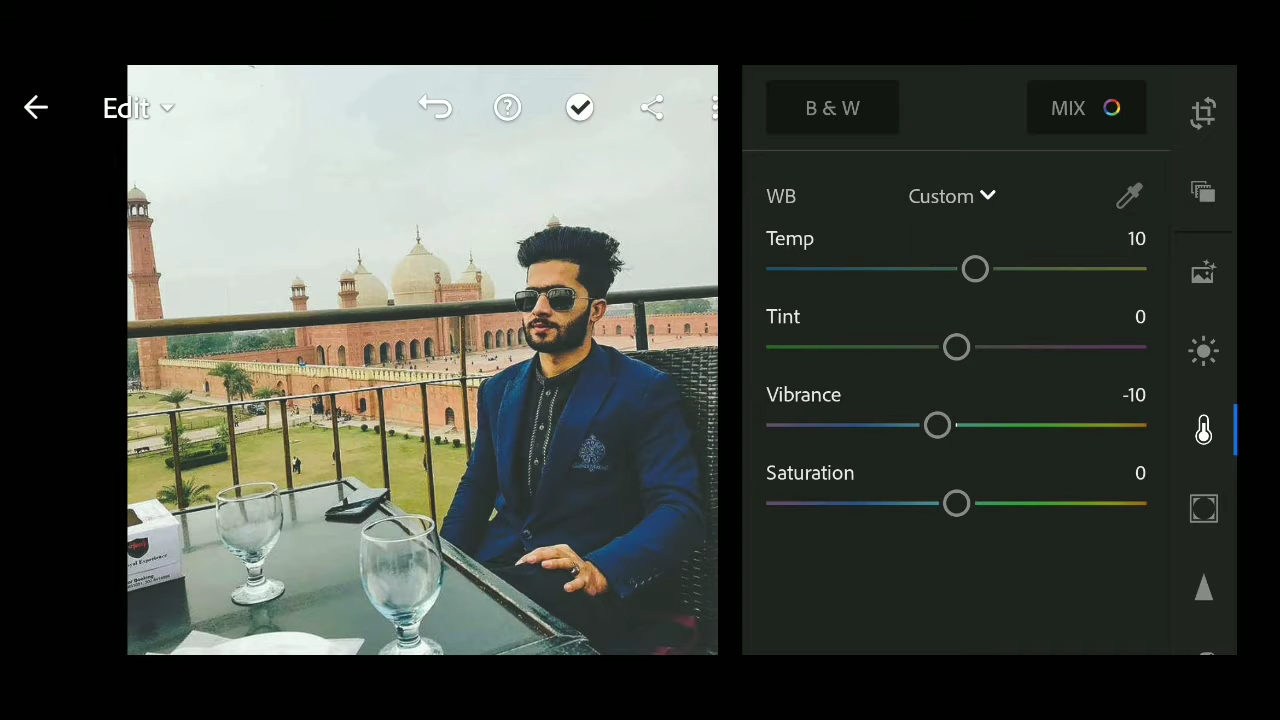 Edit
B & W
MIX
WB
Custom
Temp
10
Tint
0
Vibrance
-10
Saturation
0